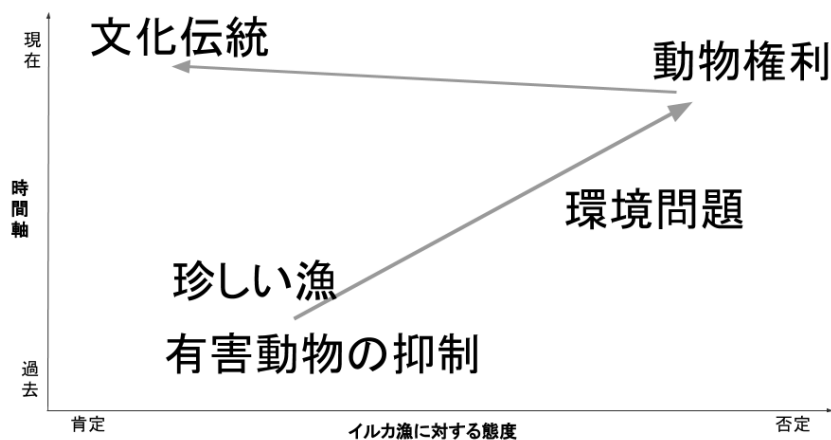 現在
文化伝統
動物権利
時間軸
環境問題
珍しい漁
有害動物の抑制
過去
肯定
イルカ漁に対する態度
否定